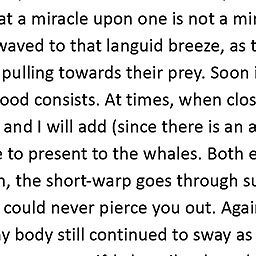 at a miracle upon one is not a mi
waved to that languid breeze, as t
pulling towards their prey. Soon i
ood consists. At times, when clos
and I will add (since there is an
to present to the whales. Both e
, the short-warp goes through su
could never pierce you out. Agai
y body still continued to sway as